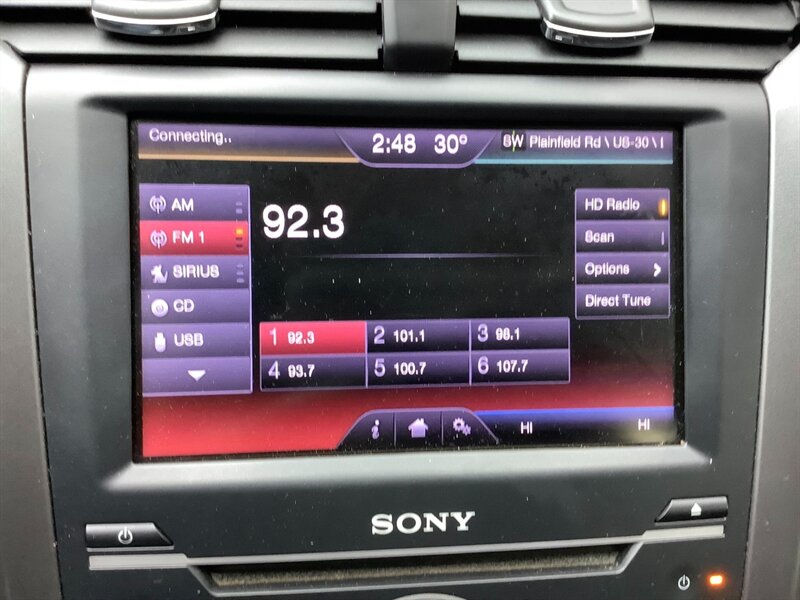 Connecting..
2:48 30°
SW Plainfield Rd \ US-30 \ I
AM
FM 1
SIRIUS
CD
USB
92.3
HD Radio
Scan
Options
Direct Tune
1 92.3
2 101.1
3 98.1
4 93.7
5 100.7
6 107.7
i
HI
HI
SONY